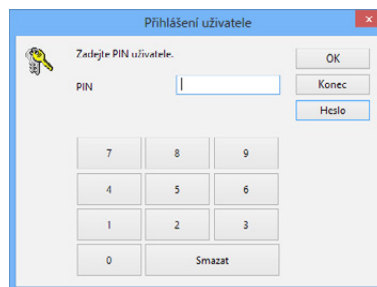 Přihlášení uživatele
Zadejte PIN uživatele.
OK
PIN
Konec
Heslo
7 8 9
4 5 6
1 2 3
0 Smazat